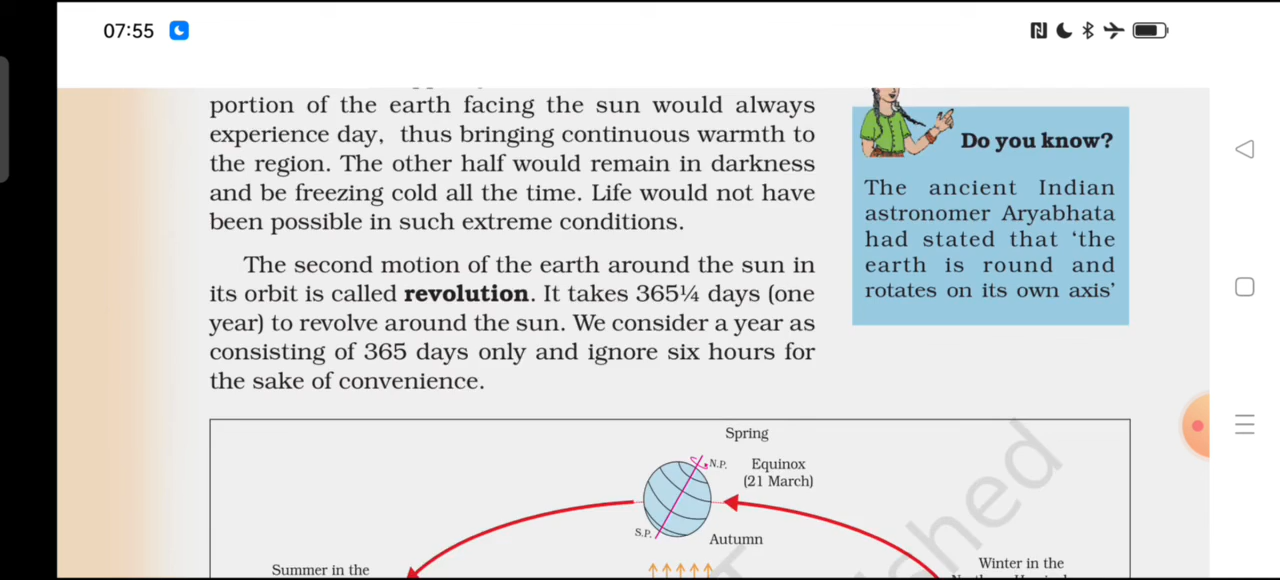 07:55
portion of the earth facing the sun would always
experience day, thus bringing continuous warmth to
the region. The other half would remain in darkness
and be freezing cold all the time. Life would not have
been possible in such extreme conditions.
The second motion of the earth around the sun in
its orbit is called revolution. It takes 365¼ days (one
year) to revolve around the sun. We consider a year as
consisting of 365 days only and ignore six hours for
the sake of convenience.
Do you know?
The ancient Indian
astronomer Aryabhata
had stated that ‘the
earth is round and
rotates on its own axis’
Spring
N.P.
Equinox
(21 March)
S.P.
Autumn
Summer in the
Winter in the